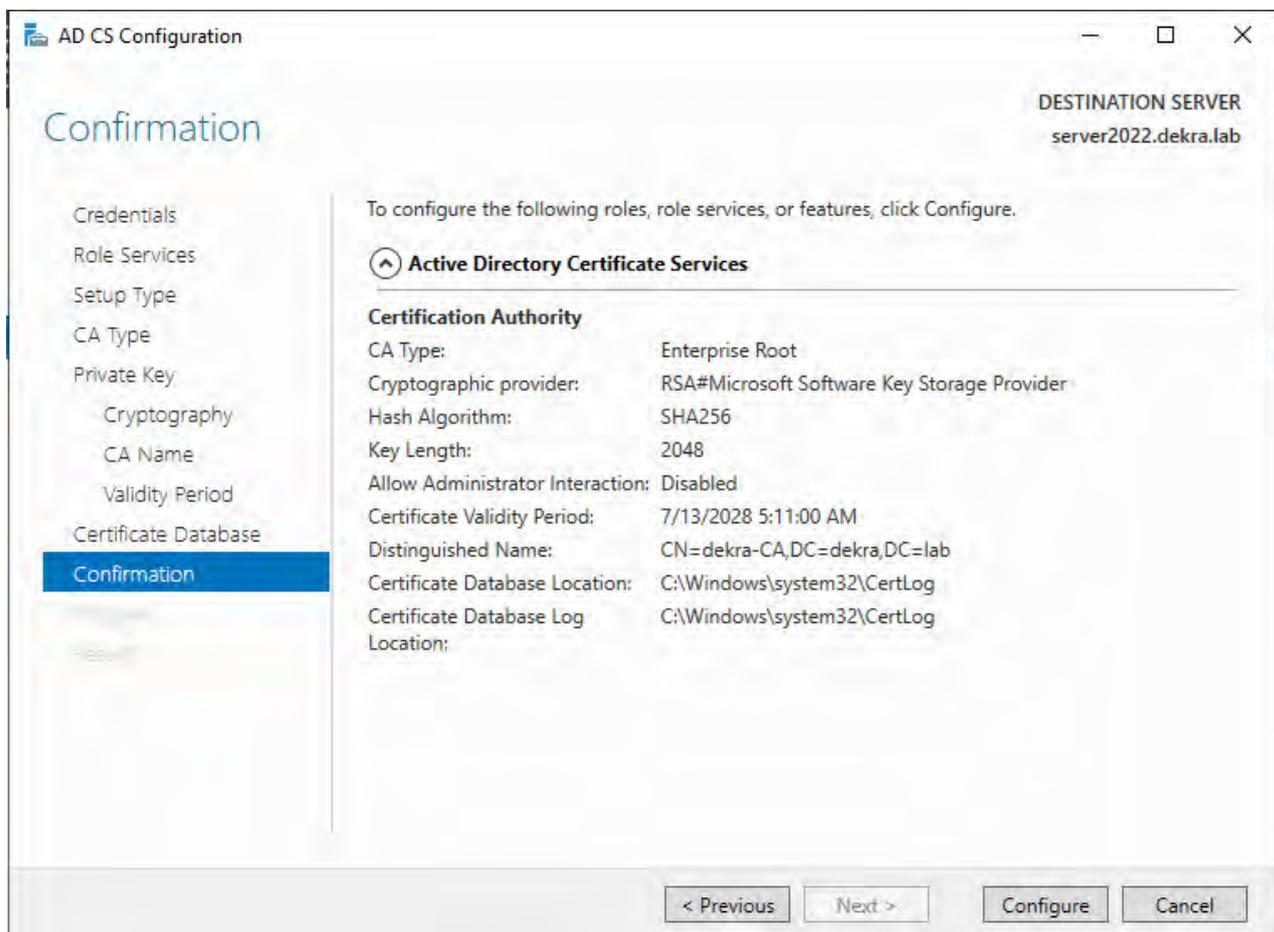 AD CS Configuration
DESTINATION SERVER
server2022.dekra.lab
Confirmation
Credentials
Role Services
Setup Type
CA Type
Private Key
Cryptography
CA Name
Validity Period
Certificate Database
Confirmation
To configure the following roles, role services, or features, click Configure.
Active Directory Certificate Services
Certification Authority
CA Type: Enterprise Root
Cryptographic provider: RSA#Microsoft Software Key Storage Provider
Hash Algorithm: SHA256
Key Length: 2048
Allow Administrator Interaction: Disabled
Certificate Validity Period: 7/13/2028 5:11:00 AM
Distinguished Name: CN=dekra-CA,DC=dekra,DC=lab
Certificate Database Location: C:\Windows\system32\CertLog
Certificate Database Log C:\Windows\system32\CertLog
Location:
< Previous Next > Configure Cancel